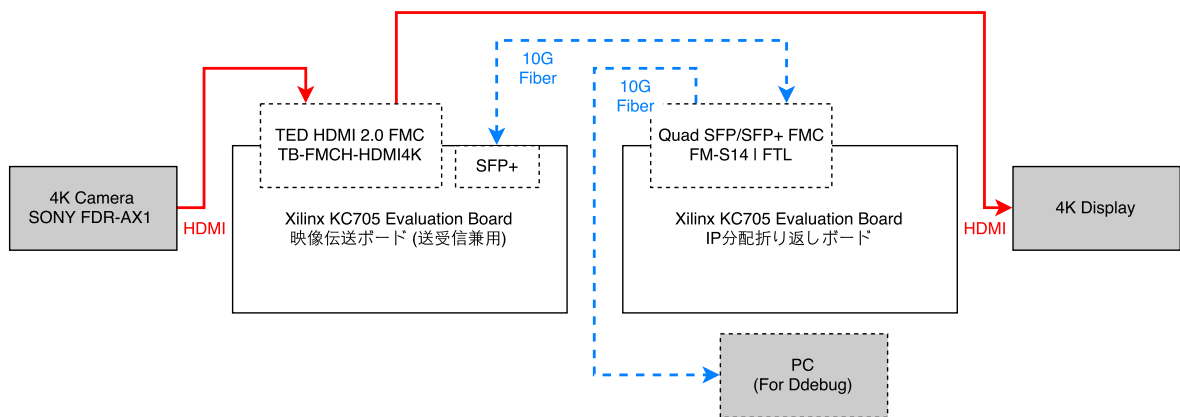 10G
Fiber
10G
Fiber
TED HDMI 2.0 FMC
TB-FMCH-HDMI4K
SFP+
Quad SFP/SFP+ FMC
FM-S14 | FTL
4K Camera
SONY FDR-AX1
HDMI
Xilinx KC705 Evaluation Board
映像伝送ボード (送受信兼用)
Xilinx KC705 Evaluation Board
IP分配折り返しボード
HDMI
4K Display
PC
(For Ddebug)